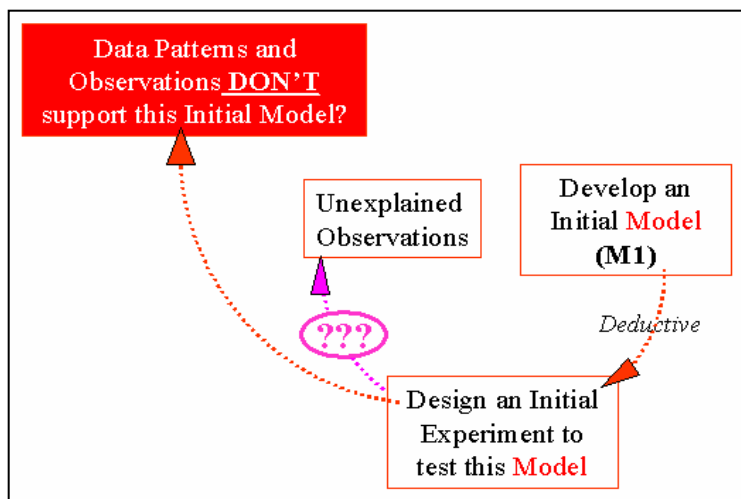 Data Patterns and
Observations DON'T
support this Initial Model?
Unexplained
Observations
Develop an
Initial Model
(M1)
Deductive
???
Design an Initial
Experiment to
test this Model